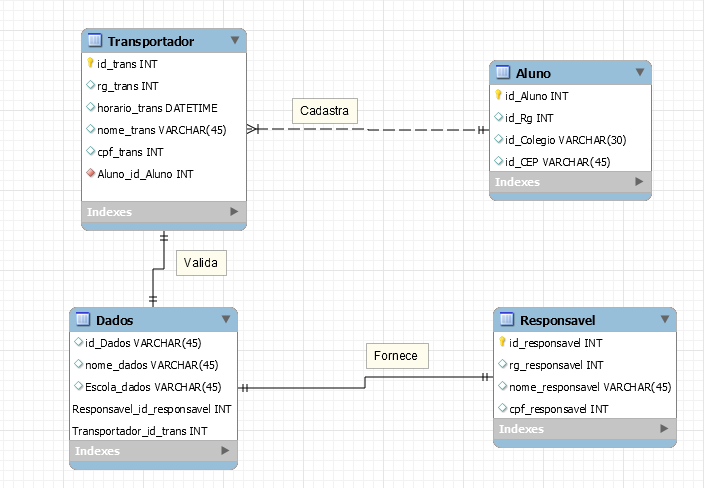 Transportador
id_trans INT
rg_trans INT
horario_trans DATETIME
nome_trans VARCHAR(45)
cpf_trans INT
Aluno_id_Aluno INT
Indexes
Cadastra
Aluno
id_Aluno INT
id_Rg INT
id_Colegio VARCHAR(30)
id_CEP VARCHAR(45)
Indexes
Valida
Dados
id_Dados VARCHAR(45)
nome_dados VARCHAR(45)
Escola_dados VARCHAR(45)
Responsavel_id_responsavel INT
Transportador_id_trans INT
Indexes
Fornece
Responsavel
id_responsavel INT
rg_responsavel INT
nome_responsavel VARCHAR(45)
cpf_responsavel INT
Indexes